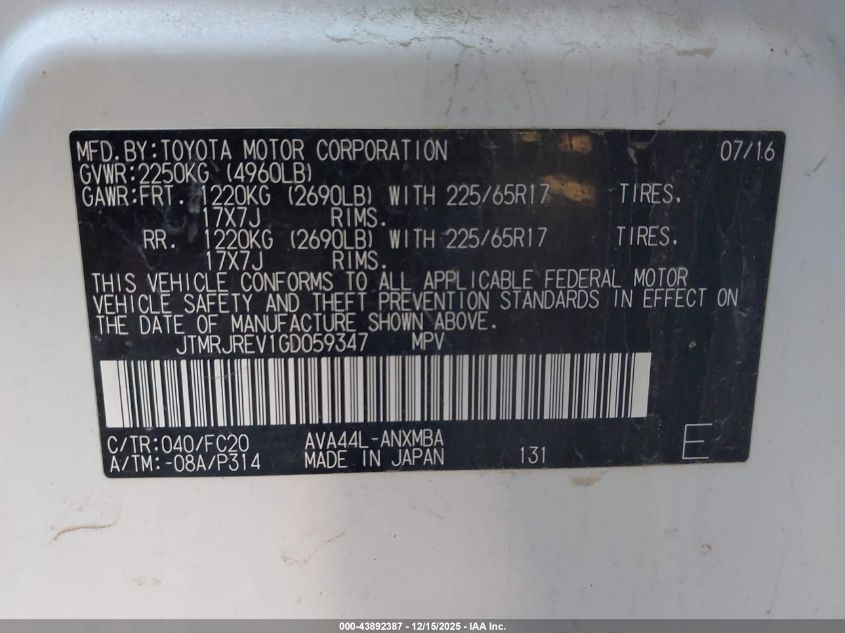 MFD.BY:TOYOTA MOTOR CORPORATION 07/16
GVWR:2250KG (4960LB)
GAWR:FRT. 1220KG (2690LB) WITH 225/65R17 TIRES.
17X7J RIMS.
RR. 1220KG (2690LB) WITH 225/65R17 TIRES.
17X7J RIMS.
THIS VEHICLE CONFORMS TO ALL APPLICABLE FEDERAL MOTOR
VEHICLE SAFETY AND THEFT PREVENTION STANDARDS IN EFFECT ON
THE DATE OF MANUFACTURE SHOWN ABOVE.
JTMRJREV1GD059347 MPV
C/TR:040/FC20 AVA44L-ANXMBA
A/TM:-08A/P314 MADE IN JAPAN 131 E
000-43892387 - 12/15/2025 - IAA Inc.